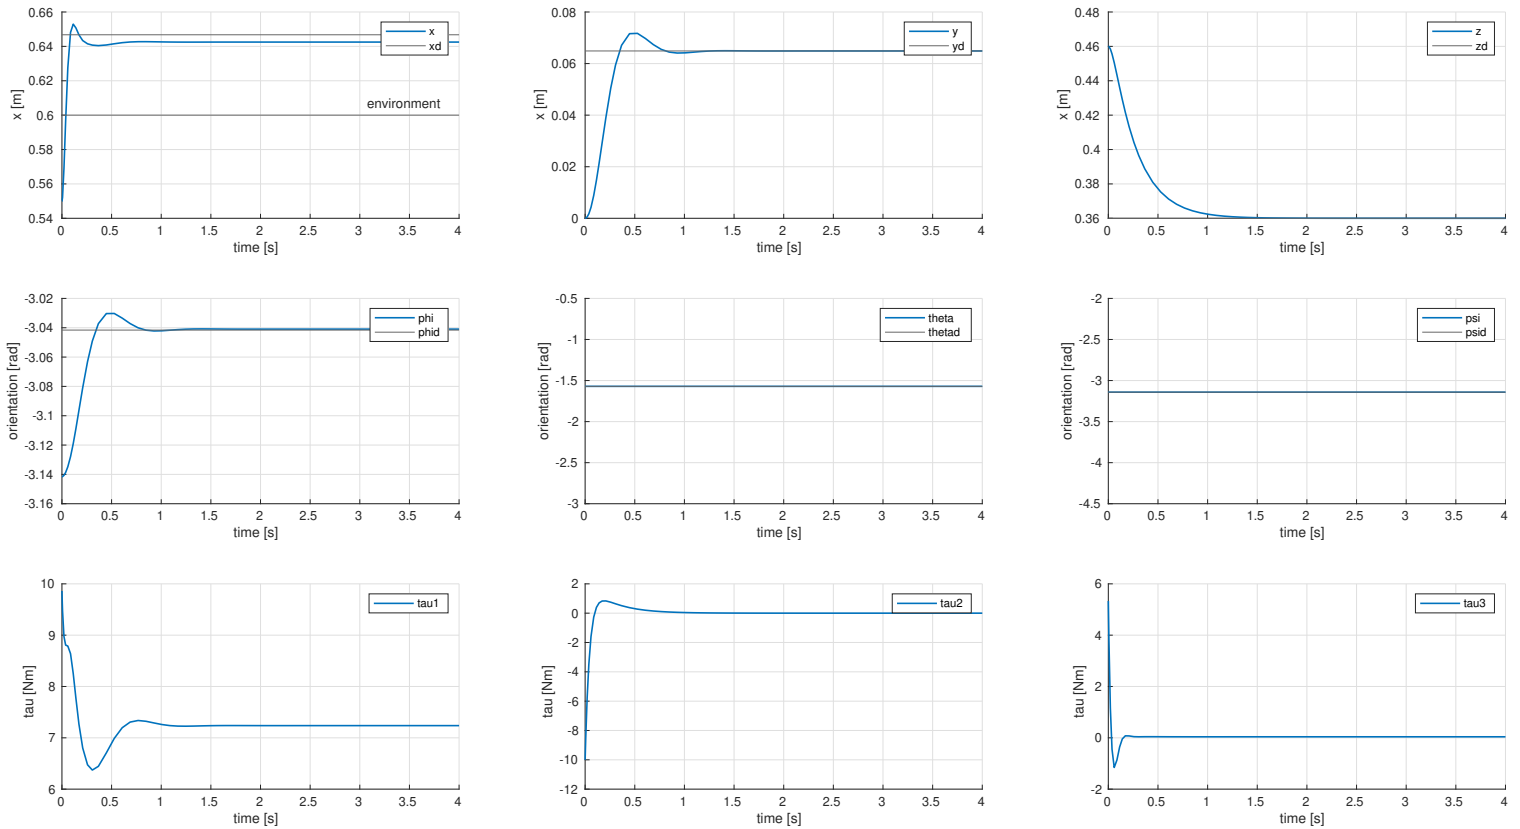 0.66
0.64
0.62
0.6
0.58
0.56
0.54
x [m]
x
xd
environment
0 0.5 1 1.5 2 2.5 3 3.5 4
time [s]
0.08
0.06
0.04
0.02
0
x [m]
y
yd
0 0.5 1 1.5 2 2.5 3 3.5 4
time [s]
0.48
0.46
0.44
0.42
0.4
0.38
0.36
x [m]
z
zd
0 0.5 1 1.5 2 2.5 3 3.5 4
time [s]
-3.02
-3.04
-3.06
-3.08
-3.1
-3.12
-3.14
-3.16
orientation [rad]
phi
phid
0 0.5 1 1.5 2 2.5 3 3.5 4
time [s]
-0.5
-1
-1.5
-2
-2.5
-3
orientation [rad]
theta
thetad
0 0.5 1 1.5 2 2.5 3 3.5 4
time [s]
-2
-2.5
-3
-3.5
-4
-4.5
orientation [rad]
psi
psid
0 0.5 1 1.5 2 2.5 3 3.5 4
time [s]
10
9
8
7
6
tau [Nm]
tau1
0 0.5 1 1.5 2 2.5 3 3.5 4
time [s]
2
0
-2
-4
-6
-8
-10
-12
tau [Nm]
tau2
0 0.5 1 1.5 2 2.5 3 3.5 4
time [s]
6
4
2
0
-2
tau [Nm]
tau3
0 0.5 1 1.5 2 2.5 3 3.5 4
time [s]